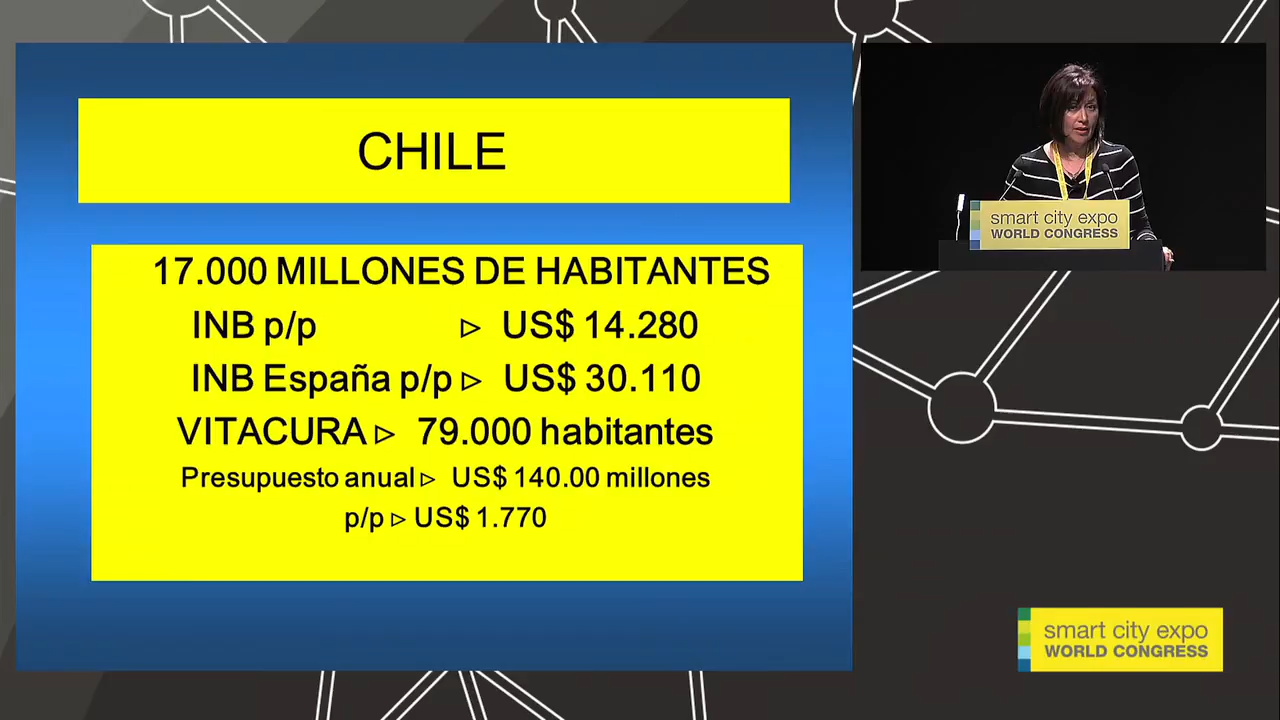 CHILE
17.000 MILLONES DE HABITANTES
INB p/p ▹ US$ 14.280
INB España p/p ▹ US$ 30.110
VITACURA ▹ 79.000 habitantes
Presupuesto anual ▹ US$ 140.00 millones
p/p ▹ US$ 1.770
smart city expo
WORLD CONGRESS
smart city expo
WORLD CONGRESS